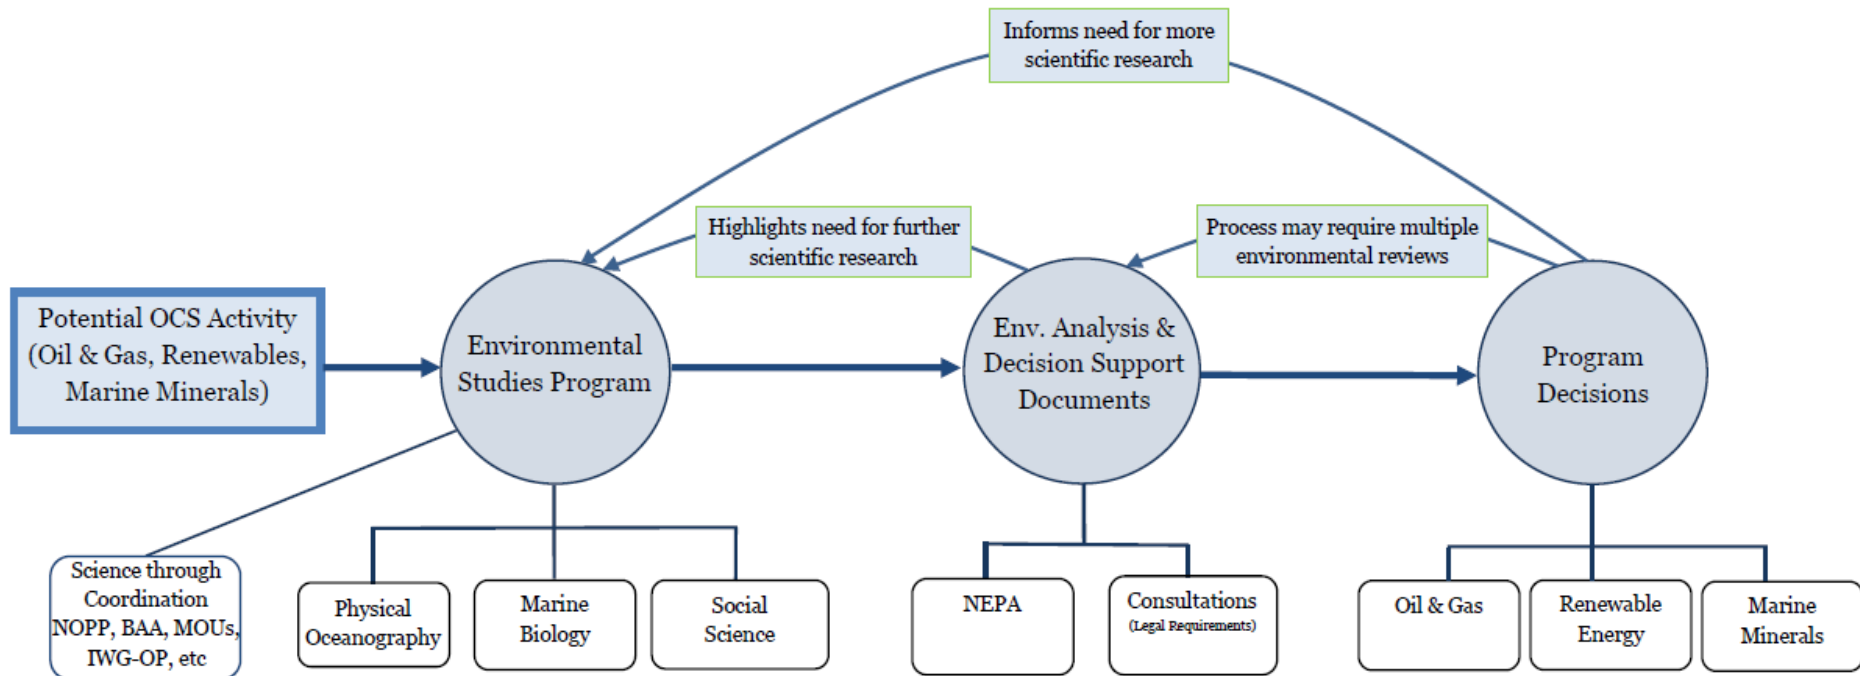 Informs need for more
scientific research
Highlights need for further
scientific research
Process may require multiple
environmental reviews
Potential OCS Activity
(Oil & Gas, Renewables,
Marine Minerals)
Environmental
Studies Program
Env. Analysis &
Decision Support
Documents
Program
Decisions
Science through
Coordination
NOPP, BAA, MOUs,
IWG-OP, etc
Physical
Oceanography
Marine
Biology
Social
Science
NEPA
Consultations
(Legal Requirements)
Oil & Gas
Renewable
Energy
Marine
Minerals